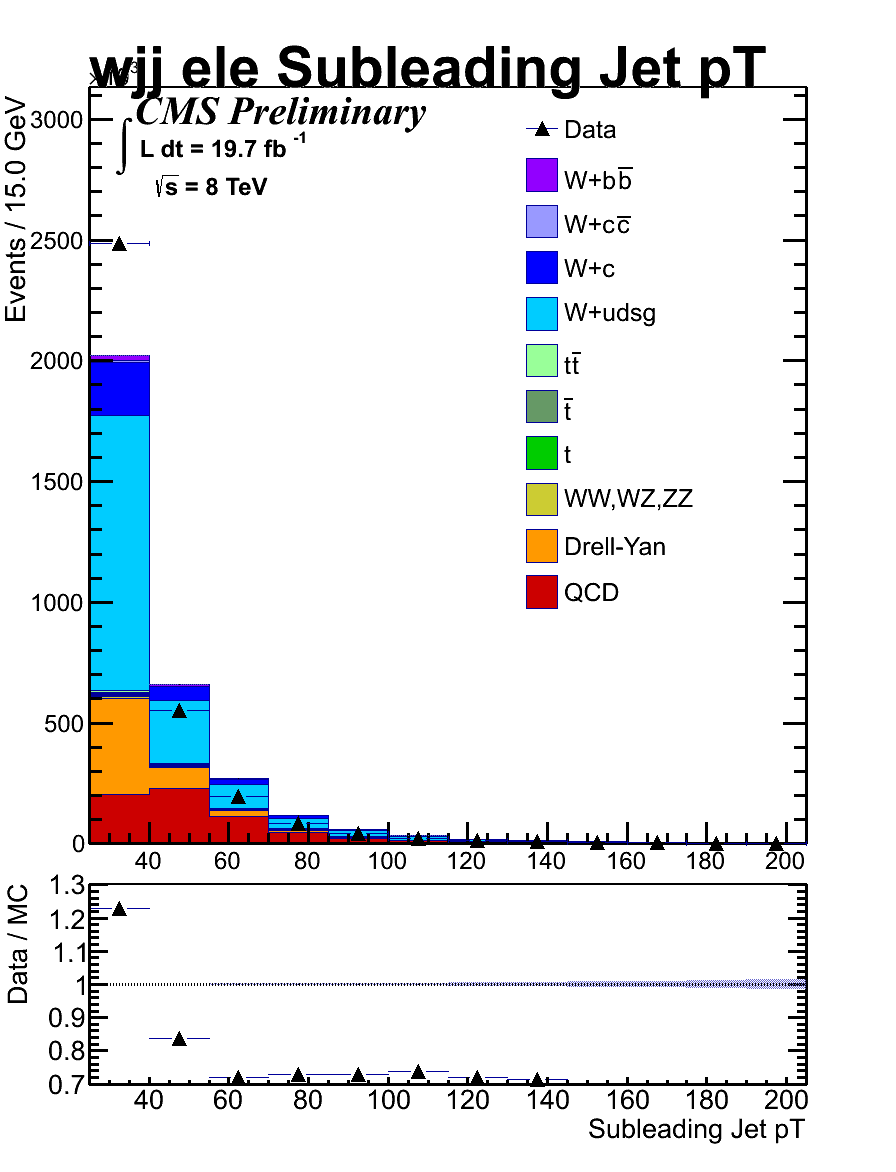 wjj ele Subleading Jet pT
×10³
CMS Preliminary
∫ L dt = 19.7 fb⁻¹
√s = 8 TeV
Events / 15.0 GeV
3000
2500
2000
1500
1000
500
0
Data
W+bb̅
W+cc̅
W+c
W+udsg
tt̅
t̅
t
WW,WZ,ZZ
Drell-Yan
QCD
40 60 80 100 120 140 160 180 200
Data / MC
1.3
1.2
1.1
1
0.9
0.8
0.7
40 60 80 100 120 140 160 180 200
Subleading Jet pT